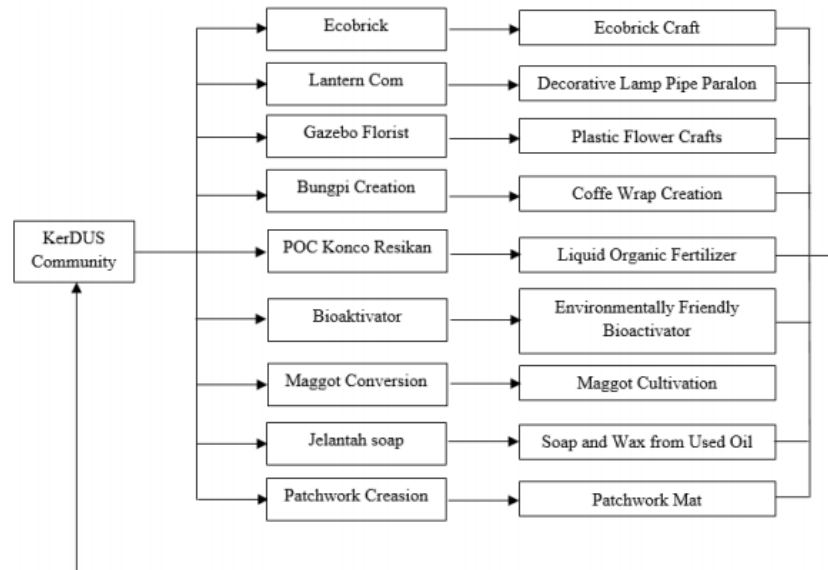 Ecobrick
Ecobrick Craft
Lantern Com
Decorative Lamp Pipe Paralon
Gazebo Florist
Plastic Flower Crafts
Bungpi Creation
Coffe Wrap Creation
KerDUS
Community
POC Konco Resikan
Liquid Organic Fertilizer
Bioaktivator
Environmentally Friendly
Bioactivator
Maggot Conversion
Maggot Cultivation
Jelantah soap
Soap and Wax from Used Oil
Patchwork Creasion
Patchwork Mat